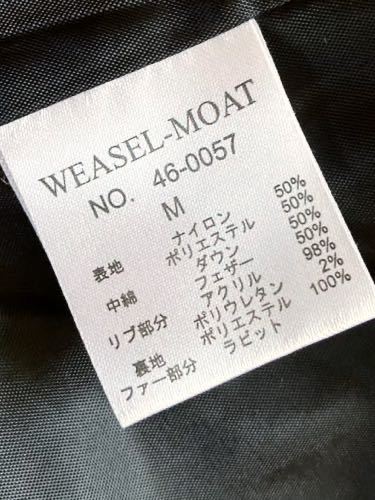 WEASEL-MOAT
NO. 46-0057
M
表地 ナイロン 50%
ポリエステル 50%
中綿 ダウン 50%
フェザー 50%
リブ部分 アクリル 98%
ポリウレタン 2%
裏地 ポリエステル 100%
ファー部分 ラビット